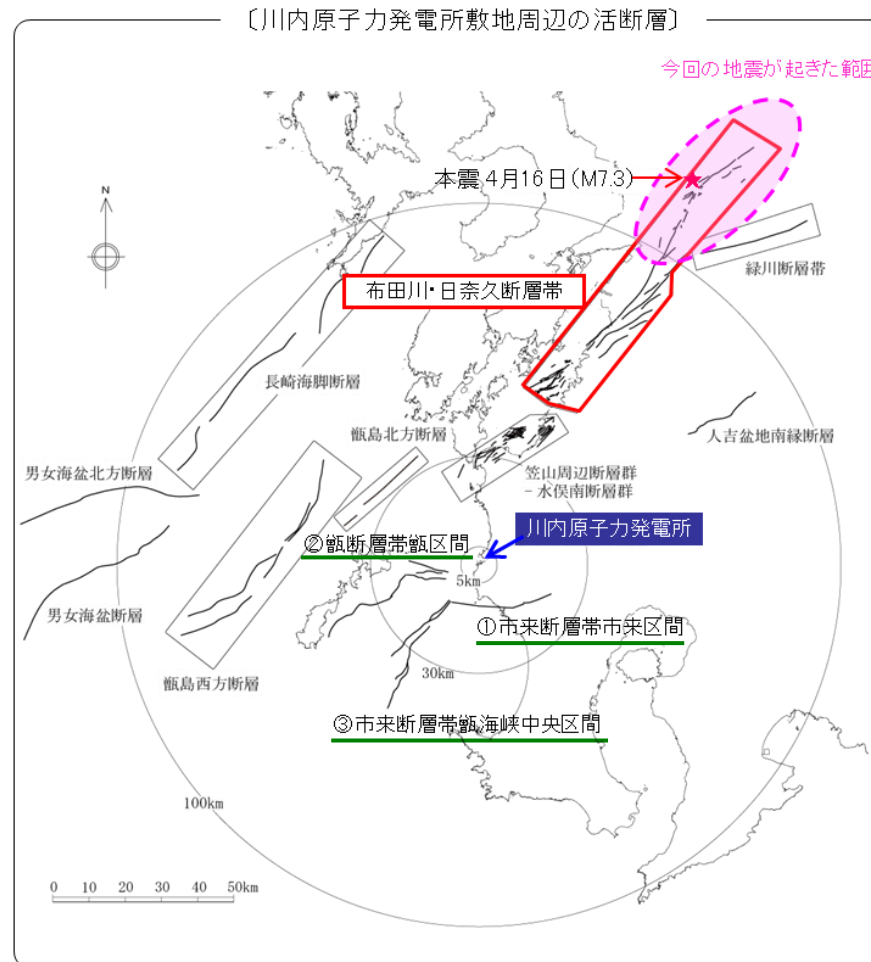 〔川内原子力発電所敷地周辺の活断層〕
今回の地震が起きた範囲
N
本震4月16日(M7.3)
緑川断層帯
布田川・日奈久断層帯
長崎海脚断層
甑島北方断層
人吉盆地南縁断層
男女海盆北方断層
笠山周辺断層群
－水俣南断層群
川内原子力発電所
②甑断層帯甑区間
5km
男女海盆断層
①市来断層帯市来区間
30km
甑島西方断層
③市来断層帯甑海峡中央区間
100km
0 10 20 30 40 50km